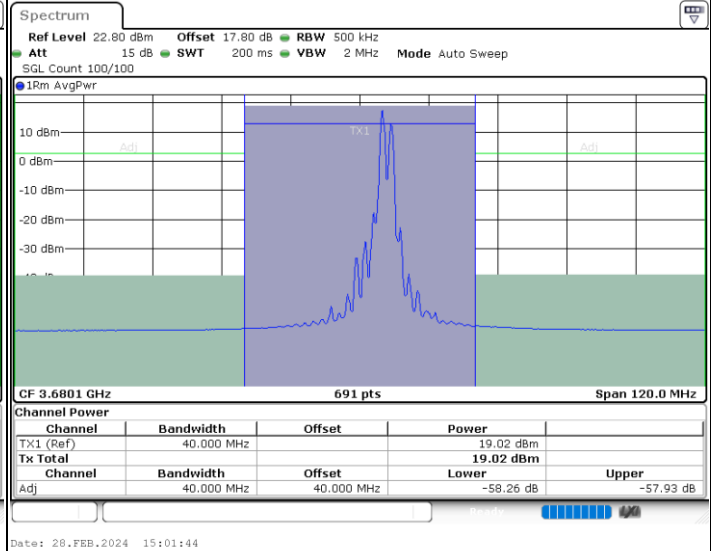 Spectrum
Ref Level 22.80 dBm Offset 17.80 dB RBW 500 kHz
Att 15 dB SWT 200 ms VBW 2 MHz Mode Auto Sweep
SGL Count 100/100
1Rm AvgPwr
10 dBm
TX1
Adj Adj
0 dBm
-10 dBm
-20 dBm
-30 dBm
CF 3.6801 GHz 691 pts Span 120.0 MHz
Channel Power
Channel Bandwidth Offset Power
TX1 (Ref) 40.000 MHz 19.02 dBm
Tx Total 19.02 dBm
Channel Bandwidth Offset Lower Upper
Adj 40.000 MHz 40.000 MHz -58.26 dB -57.93 dB
Ready
Date: 28.FEB.2024 15:01:44